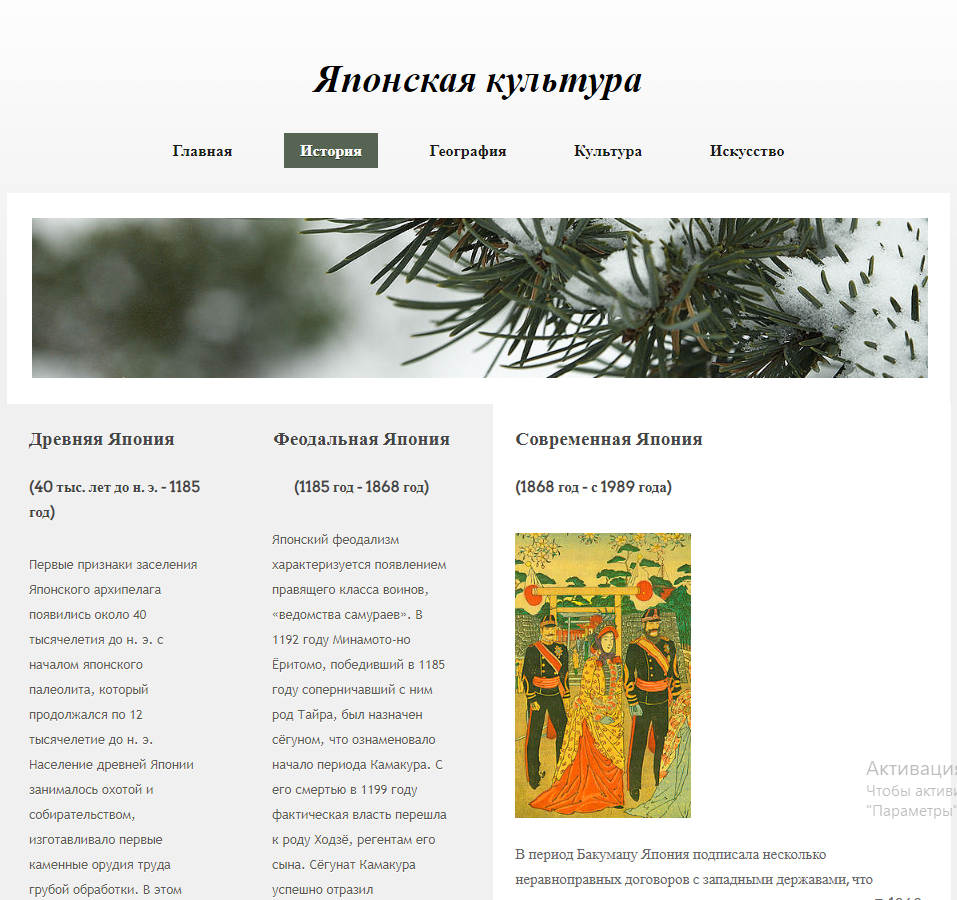 Японская культура
Главная
История
География
Культура
Искусство
Древняя Япония
(40 тыс. лет до н. э. - 1185
год)
Первые признаки заселения
Японского архипелага
появились около 40
тысячелетия до н. э. с
началом японского
палеолита, который
продолжался по 12
тысячелетие до н. э.
Население древней Японии
занималось охотой и
собирательством,
изготавливало первые
каменные орудия труда
грубой обработки. В этом
Феодальная Япония
(1185 год - 1868 год)
Японский феодализм
характеризуется появлением
правящего класса воинов,
«ведомства самураев». В
1192 году Минамото-но
Ёритомо, победивший в 1185
году соперничавший с ним
род Тайра, был назначен
сёгуном, что ознаменовало
начало периода Камакура. С
его смертью в 1199 году
фактическая власть перешла
к роду Ходзё, регентам его
сына. Сёгунат Камакура
успешно отразил
Современная Япония
(1868 год - с 1989 года)
В период Бакумацу Япония подписала несколько
неравноправных договоров с западными державами, что
Активация
Чтобы активи
"Параметры"